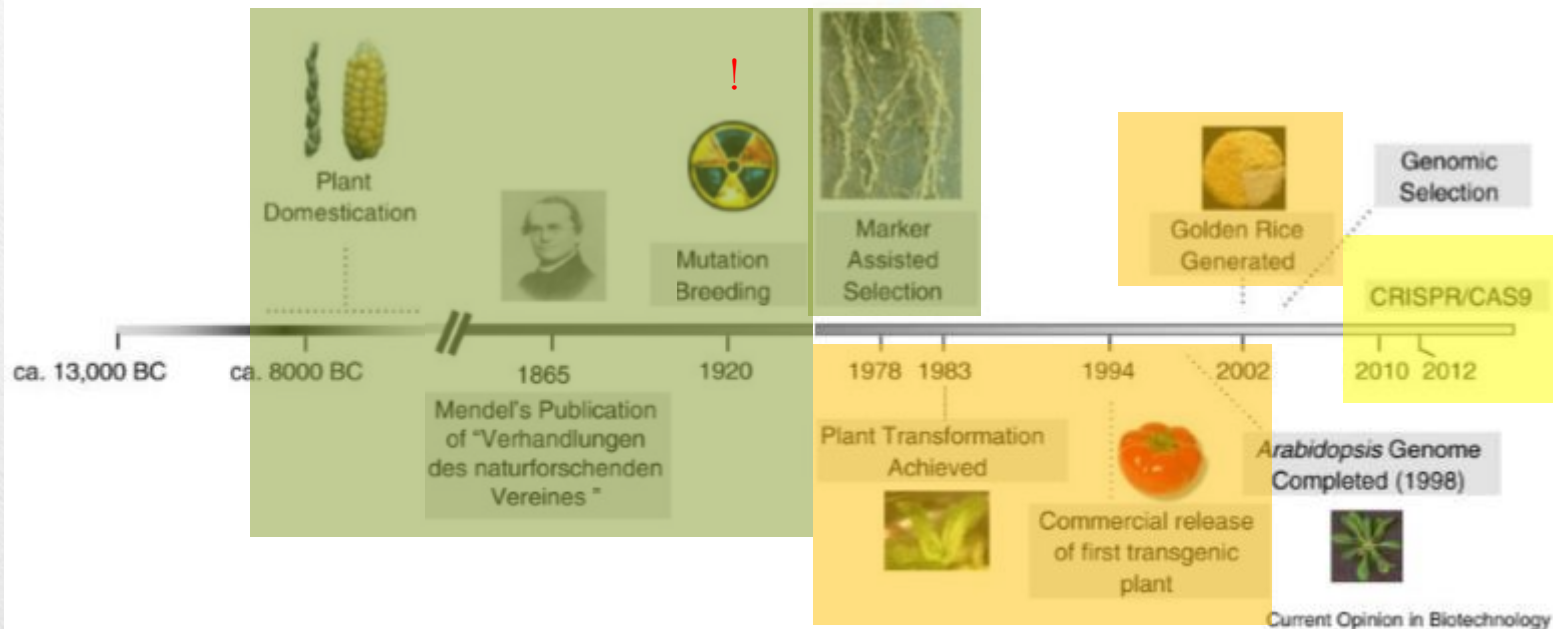 !
Plant
Domestication
Mutation
Breeding
Marker
Assisted
Selection
Golden Rice
Generated
Genomic
Selection
CRISPR/CAS9
ca. 13,000 BC
ca. 8000 BC
1865
1920
1978
1983
1994
2002
2010
2012
Mendel's Publication
of "Verhandlungen
des naturforschenden
Vereines "
Plant Transformation
Achieved
Commercial release
of first transgenic
plant
Arabidopsis Genome
Completed (1998)
Current Opinion in Biotechnology